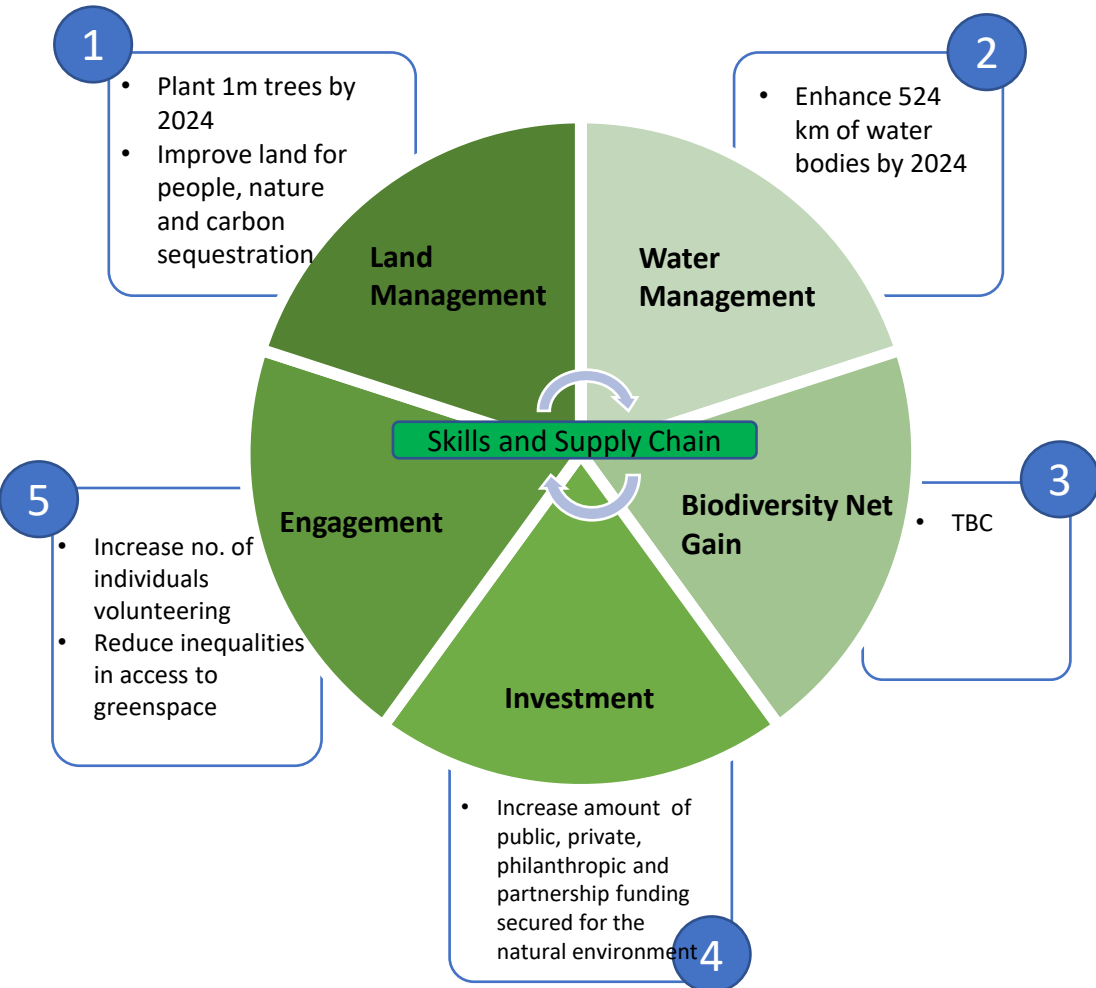 1
• Plant 1m trees by
2024
• Improve land for
people, nature
and carbon
sequestration
Land
Management
2
• Enhance 524
km of water
bodies by 2024
Water
Management
Skills and Supply Chain
3
• TBC
Biodiversity Net
Gain
4
• Increase amount of
public, private,
philanthropic and
partnership funding
secured for the
natural environment
Investment
5
• Increase no. of
individuals
volunteering
• Reduce inequalities
in access to
greenspace
Engagement